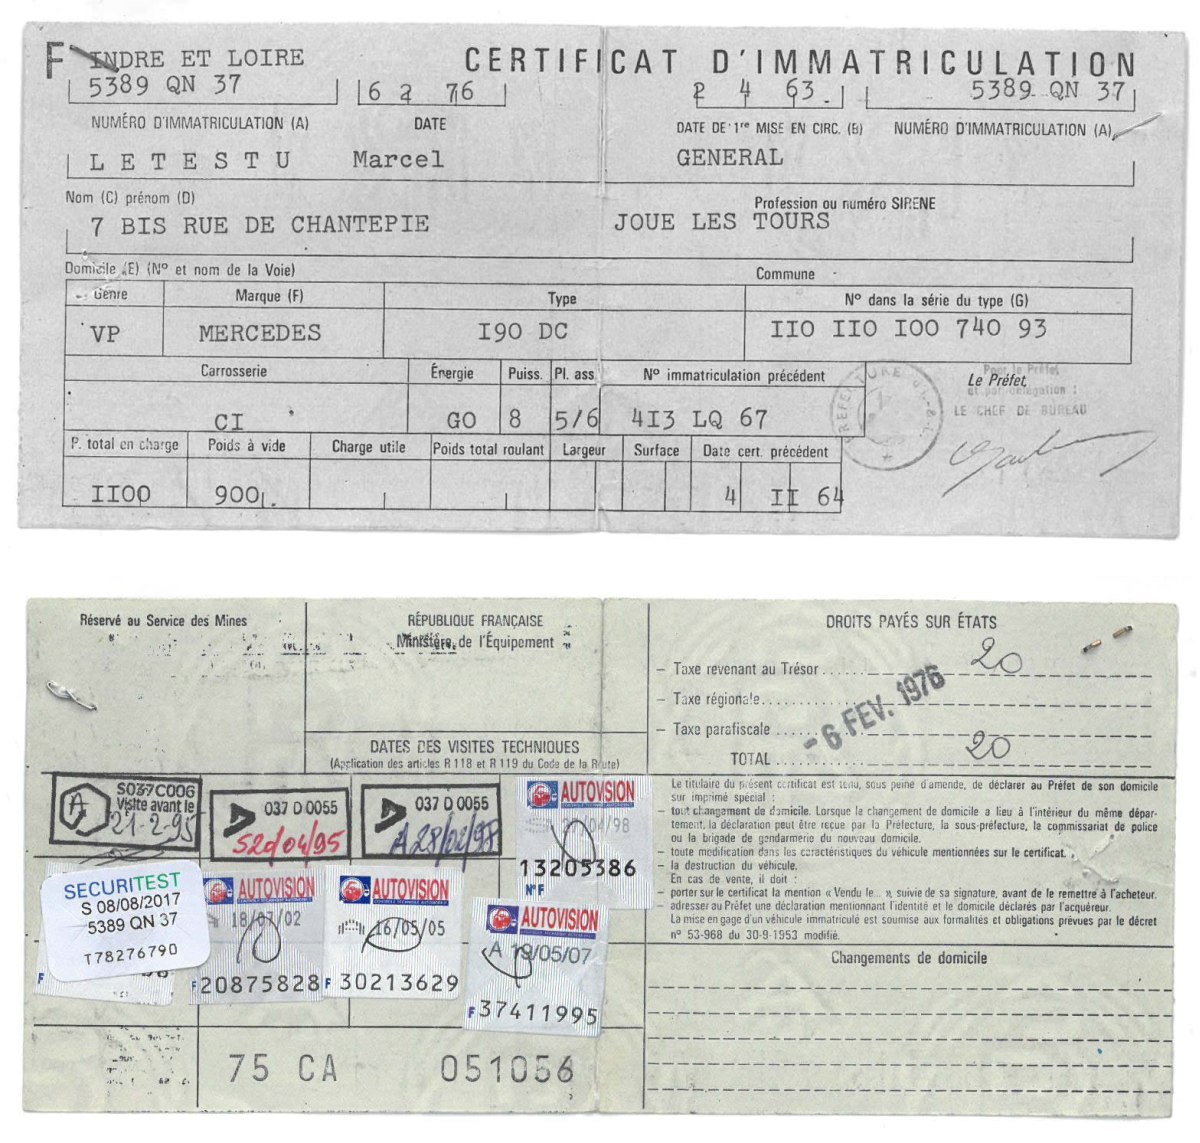 F INDRE ET LOIRE CERTIFICAT D'IMMATRICULATION
5389 QN 37 6 2 76 2 4 63. 5389 QN 37
NUMÉRO D'IMMATRICULATION (A) DATE DATE DE 1re MISE EN CIRC. (B) NUMÉRO D'IMMATRICULATION (A)
LETESTU Marcel GENERAL
Nom (C) prénom (D) Profession ou numéro SIRENE
7 BIS RUE DE CHANTEPIE JOUE LES TOURS
Domicile (E) (N° et nom de la Voie) Commune
Genre Marque (F) Type N° dans la série du type (G)
VP MERCEDES I90 DC IIO IIO IOO 740 93
Carrosserie Énergie Puiss. Pl. ass. N° immatriculation précédent
CI GO 8 5/6 4I3 LQ 67
Le Préfet,
Pour le Préfet
et par délégation :
LE CHEF DE BUREAU
P. total en charge Poids à vide Charge utile Poids total roulant Largeur Surface Date cert. précédent
IIOO 900. 4 II 64
Réservé au Service des Mines RÉPUBLIQUE FRANÇAISE DROITS PAYÉS SUR ÉTATS
Ministère de l'Équipement
– Taxe revenant au Trésor 20
– Taxe régionale
– Taxe parafiscale
- 6 FEV. 1976
TOTAL 20
DATES DES VISITES TECHNIQUES
(Application des articles R 118 et R 119 du Code de la Route)
S037C006
Visite avant le
21-2-95
A
037 D 0055
S20/04/95
037 D 0055
A 28/04/98
AUTOVISION
/04/98
13205386
N°F
SECURITEST
S 08/08/2017
5389 QN 37
T78276790
AUTOVISION
18/07/02
F20875828
AUTOVISION
16/05/05
F30213629
AUTOVISION
A 19/05/07
F37411995
Le titulaire du présent certificat est tenu, sous peine d'amende, de déclarer au Préfet de son domicile
sur imprimé spécial :
– tout changement de domicile. Lorsque le changement de domicile a lieu à l'intérieur du même dépar-
tement, la déclaration peut être reçue par la Préfecture, la sous-préfecture, le commissariat de police
ou la brigade de gendarmerie du nouveau domicile.
– toute modification dans les caractéristiques du véhicule mentionnées sur le certificat.
– la destruction du véhicule.
En cas de vente, il doit :
– porter sur le certificat la mention « Vendu le... », suivie de sa signature, avant de le remettre à l'acheteur.
– adresser au Préfet une déclaration mentionnant l'identité et le domicile déclarés par l'acquéreur.
La mise en gage d'un véhicule immatriculé est soumise aux formalités et obligations prévues par le décret
n° 53-968 du 30-9-1953 modifié.
Changements de domicile
75 CA 051056